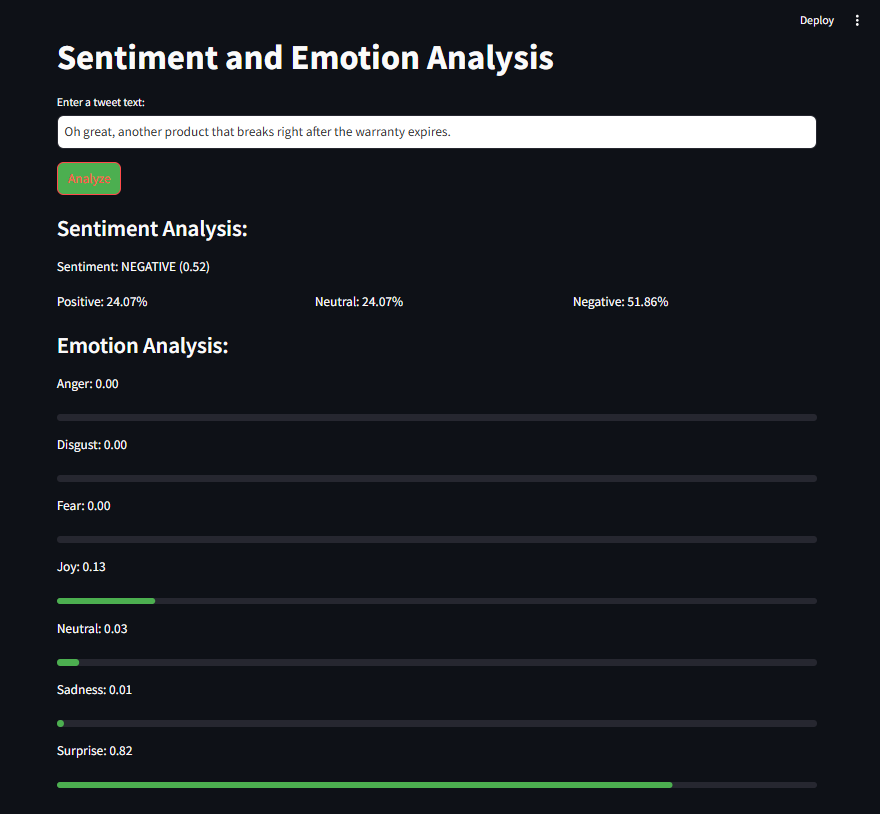 Deploy
Sentiment and Emotion Analysis
Enter a tweet text:
Oh great, another product that breaks right after the warranty expires.
Analyze
Sentiment Analysis:
Sentiment: NEGATIVE (0.52)
Positive: 24.07% Neutral: 24.07% Negative: 51.86%
Emotion Analysis:
Anger: 0.00
Disgust: 0.00
Fear: 0.00
Joy: 0.13
Neutral: 0.03
Sadness: 0.01
Surprise: 0.82